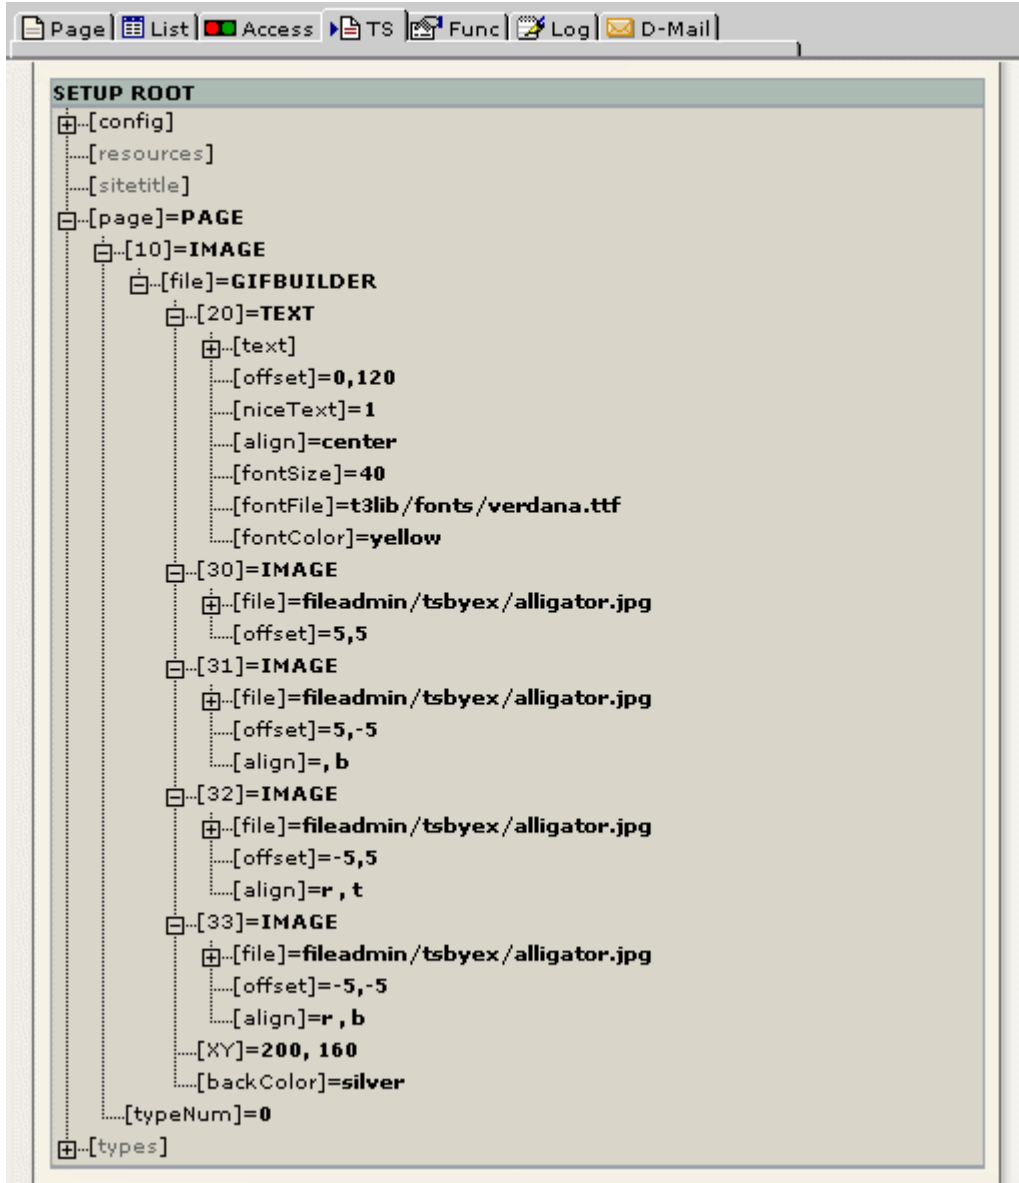 Page List Access TS Func Log D-Mail
SETUP ROOT
[config]
[resources]
[sitetitle]
[page]=PAGE
[10]=IMAGE
[file]=GIFBUILDER
[20]=TEXT
[text]
[offset]=0,120
[niceText]=1
[align]=center
[fontSize]=40
[fontFile]=t3lib/fonts/verdana.ttf
[fontColor]=yellow
[30]=IMAGE
[file]=fileadmin/tsbyex/alligator.jpg
[offset]=5,5
[31]=IMAGE
[file]=fileadmin/tsbyex/alligator.jpg
[offset]=5,-5
[align]=,b
[32]=IMAGE
[file]=fileadmin/tsbyex/alligator.jpg
[offset]=-5,5
[align]=r,t
[33]=IMAGE
[file]=fileadmin/tsbyex/alligator.jpg
[offset]=-5,-5
[align]=r,b
[XY]=200, 160
[backColor]=silver
[typeNum]=0
[types]